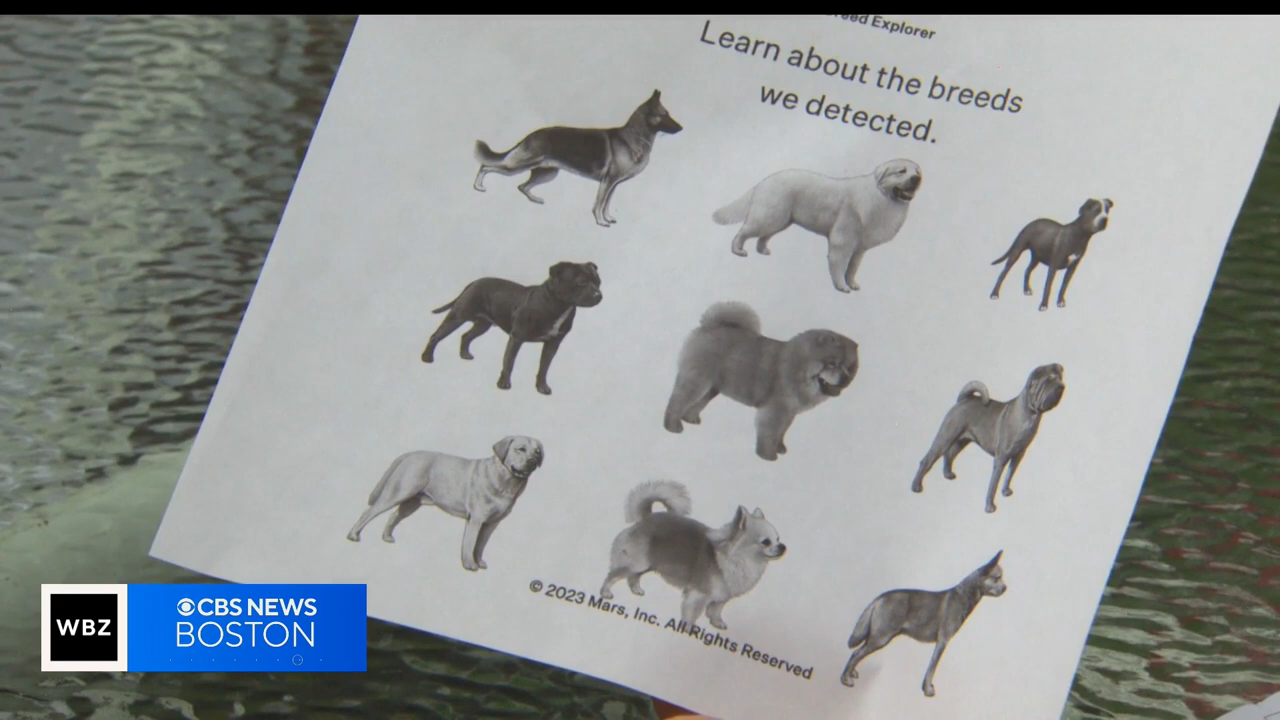 Breed Explorer
Learn about the breeds
we detected.
© 2023 Mars, Inc. All Rights Reserved
WBZ
CBS NEWS
BOSTON